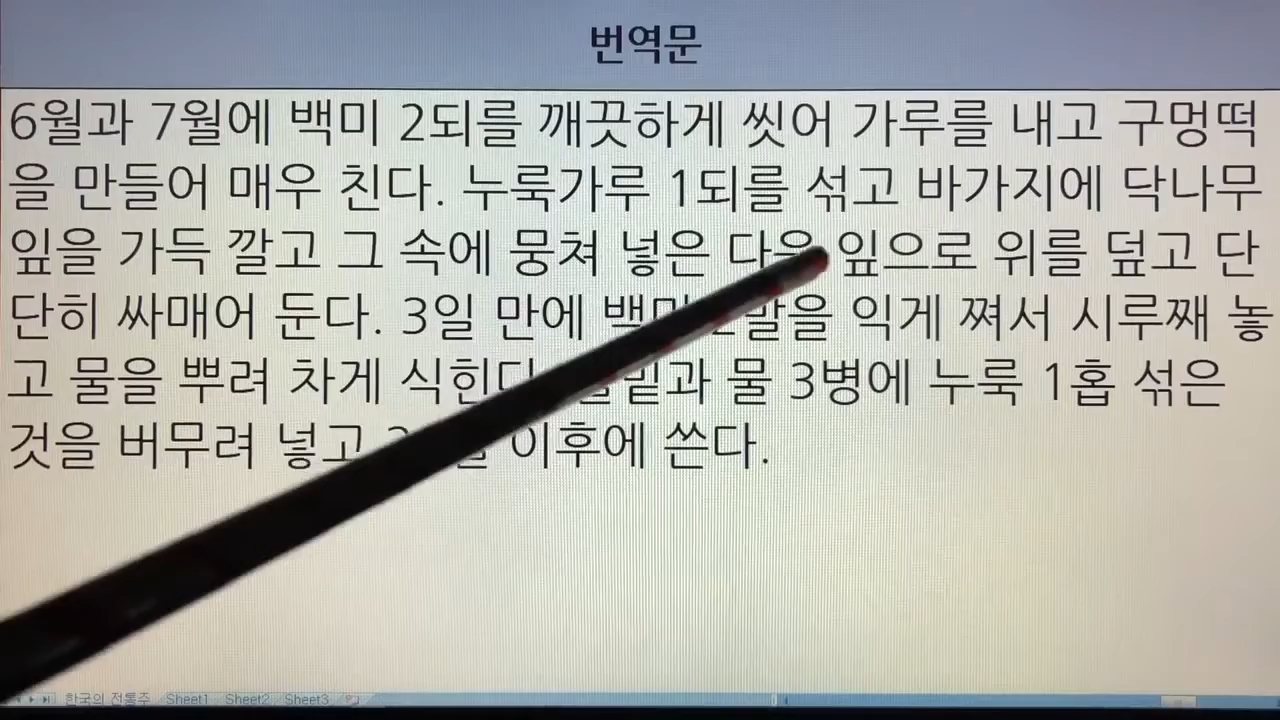 번역문
6월과 7월에 백미 2되를 깨끗하게 씻어 가루를 내고 구멍떡
을 만들어 매우 친다. 누룩가루 1되를 섞고 바가지에 닥나무
잎을 가득 깔고 그 속에 뭉쳐 넣은 다음 잎으로 위를 덮고 단
단히 싸매어 둔다. 3일 만에 백미 익게 쪄서 시루째 놓
고 물을 뿌려 차게 식힌다 물 3병에 누룩 1홉 섞은
것을 버무려 넣고 이후에 쓴다.
한국의 전통주 Sheet1 Sheet2 Sheet3